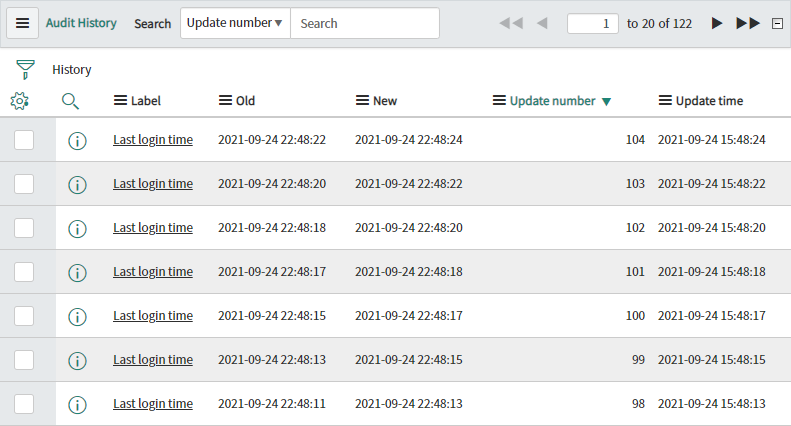 Audit History Search Update number Search 1 to 20 of 122
History
Label Old New Update number Update time
Last login time 2021-09-24 22:48:22 2021-09-24 22:48:24 104 2021-09-24 15:48:24
Last login time 2021-09-24 22:48:20 2021-09-24 22:48:22 103 2021-09-24 15:48:22
Last login time 2021-09-24 22:48:18 2021-09-24 22:48:20 102 2021-09-24 15:48:20
Last login time 2021-09-24 22:48:17 2021-09-24 22:48:18 101 2021-09-24 15:48:18
Last login time 2021-09-24 22:48:15 2021-09-24 22:48:17 100 2021-09-24 15:48:17
Last login time 2021-09-24 22:48:13 2021-09-24 22:48:15 99 2021-09-24 15:48:15
Last login time 2021-09-24 22:48:11 2021-09-24 22:48:13 98 2021-09-24 15:48:13